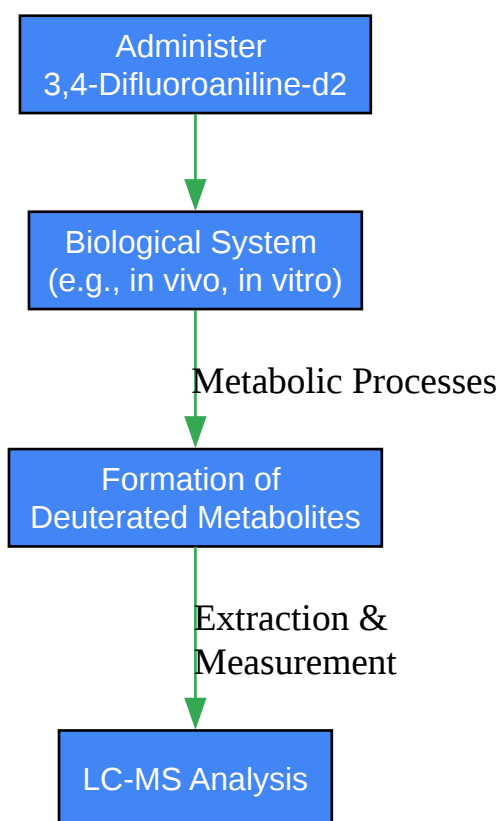 Administer
3,4-Difluoroaniline-d2
Biological System
(e.g., in vivo, in vitro)
Metabolic Processes
Formation of
Deuterated Metabolites
Extraction &
Measurement
LC-MS Analysis